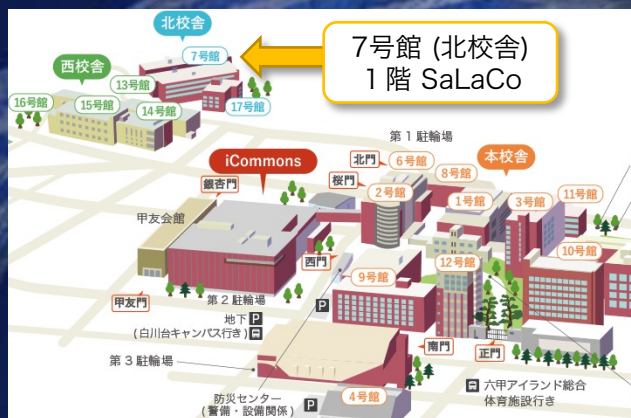 北校舎
7号館
7号館 (北校舎)
1 階 SaLaCo
西校舎
13号館
16号館
15号館
14号館
17号館
第 1 駐輪場
iCommons
北門
6号館
本校舎
銀杏門
桜門
2号館
8号館
1号館
3号館
11号館
甲友会館
西門
9号館
12号館
10号館
甲友門
第 2 駐輪場
地下 P
(白川台キャンパス行き)
P
南門
正門
第 3 駐輪場
防災センター
(警備・設備関係)
P
4号館
六甲アイランド総合
体育施設行き